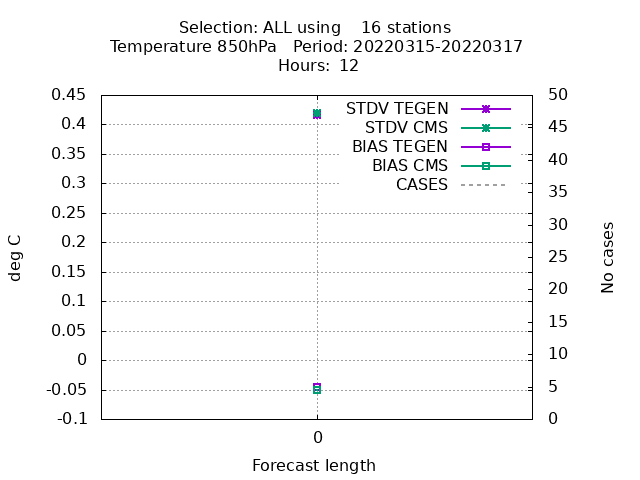 Selection: ALL using    16 stations
Temperature 850hPa   Period: 20220315-20220317
Hours: 12
STDV TEGEN
STDV CMS
BIAS TEGEN
BIAS CMS
CASES
0.45
0.4
0.35
0.3
0.25
0.2
0.15
0.1
0.05
0
-0.05
-0.1
deg C
50
45
40
35
30
25
20
15
10
5
0
No cases
0
Forecast length